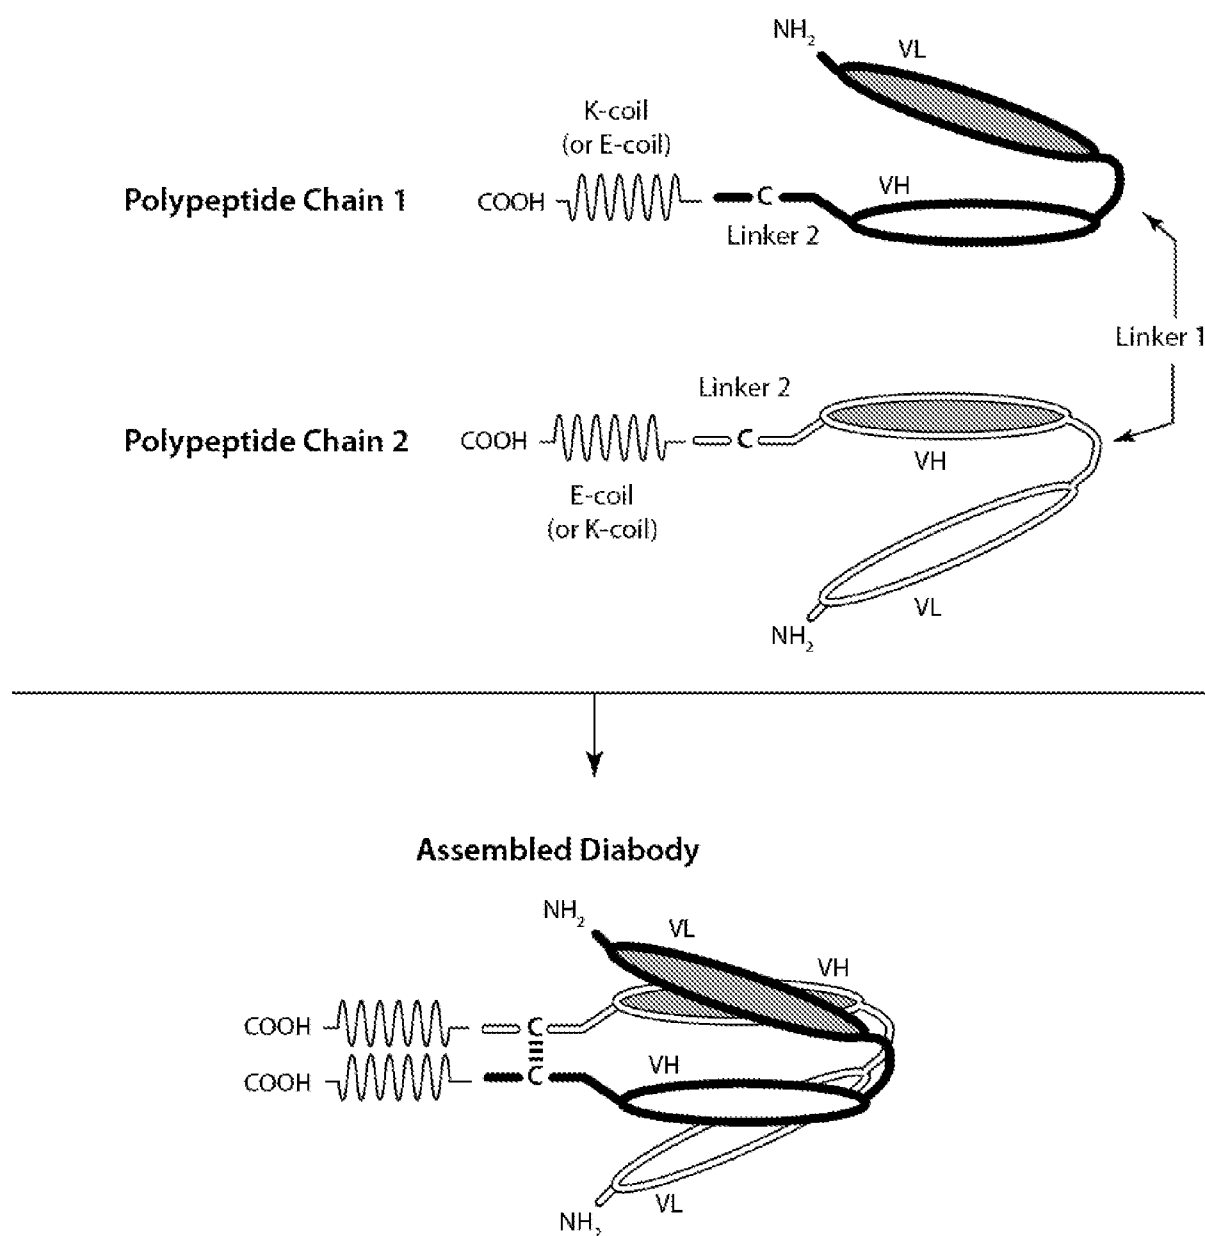 NH2
VL
K-coil
(or E-coil)
Polypeptide Chain 1
COOH
C
VH
Linker 2
Linker 1
Linker 2
Polypeptide Chain 2
COOH
C
VH
E-coil
(or K-coil)
VL
NH2
Assembled Diabody
NH2
VL
VH
COOH
C
COOH
C
VH
VL
NH2